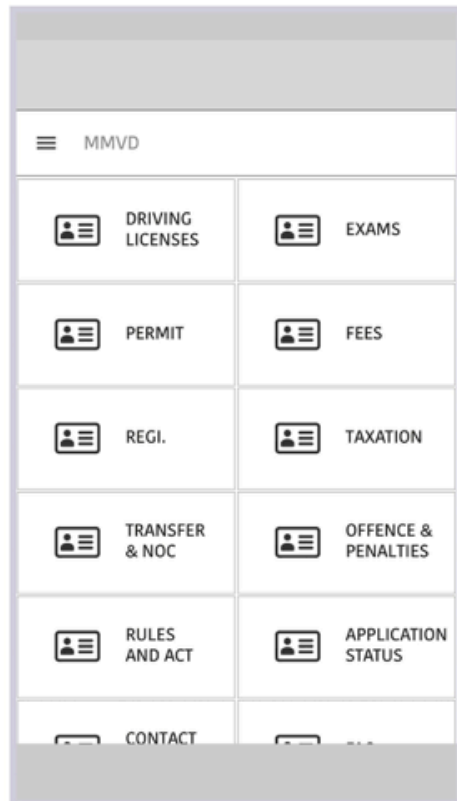 MMVD
DRIVING
LICENSES
EXAMS
PERMIT
FEES
REGI.
TAXATION
TRANSFER
& NOC
OFFENCE &
PENALTIES
RULES
AND ACT
APPLICATION
STATUS
CONTACT